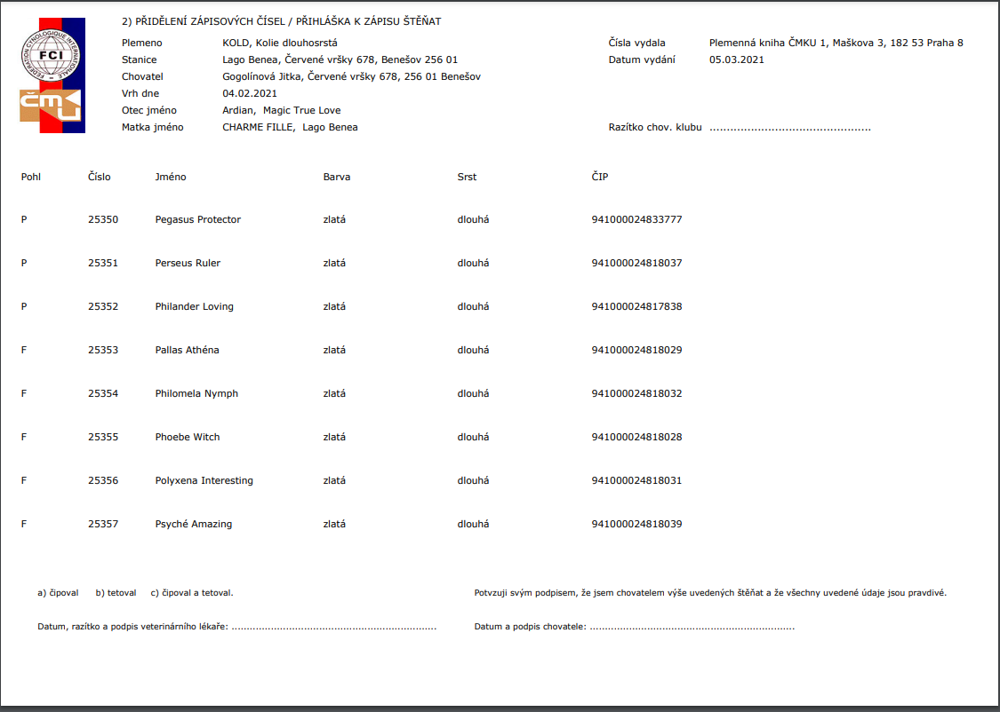 2) PŘIDĚLENÍ ZÁPISOVÝCH ČÍSEL / PŘIHLÁŠKA K ZÁPISU ŠTĚŇAT
FEDERATION CYNOLOGIQUE INTERNATIONALE
FCI
čmku
Plemeno KOLD, Kolie dlouhosrstá Čísla vydala Plemenná kniha ČMKU 1, Maškova 3, 182 53 Praha 8
Stanice Lago Benea, Červené vršky 678, Benešov 256 01 Datum vydání 05.03.2021
Chovatel Gogolínová Jitka, Červené vršky 678, 256 01 Benešov
Vrh dne 04.02.2021
Otec jméno Ardian, Magic True Love
Matka jméno CHARME FILLE, Lago Benea Razítko chov. klubu ...............................................
Pohl Číslo Jméno Barva Srst ČIP
P 25350 Pegasus Protector zlatá dlouhá 941000024833777
P 25351 Perseus Ruler zlatá dlouhá 941000024818037
P 25352 Philander Loving zlatá dlouhá 941000024817838
F 25353 Pallas Athéna zlatá dlouhá 941000024818029
F 25354 Philomela Nymph zlatá dlouhá 941000024818032
F 25355 Phoebe Witch zlatá dlouhá 941000024818028
F 25356 Polyxena Interesting zlatá dlouhá 941000024818031
F 25357 Psyché Amazing zlatá dlouhá 941000024818039
a) čipoval b) tetoval c) čipoval a tetoval. Potvzuji svým podpisem, že jsem chovatelem výše uvedených štěňat a že všechny uvedené údaje jsou pravdivé.
Datum, razítko a podpis veterinárního lékaře: .................................................................... Datum a podpis chovatele: ....................................................................